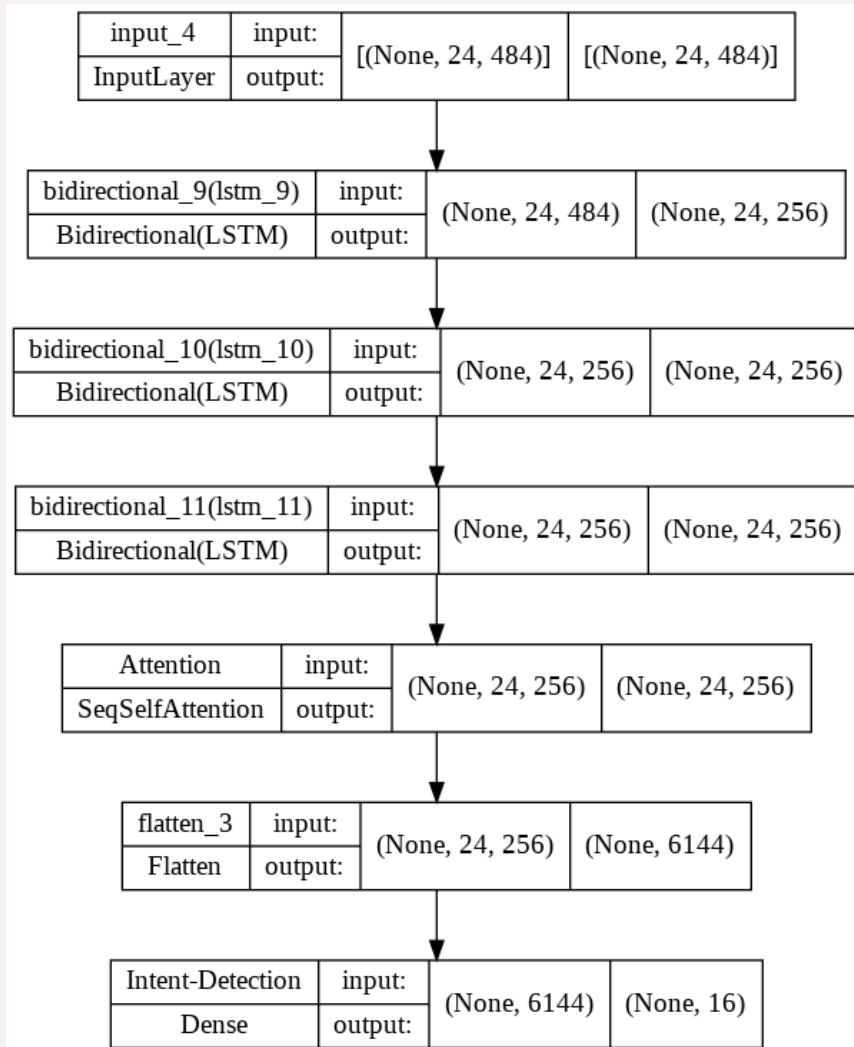 input_4 input: [(None, 24, 484)] [(None, 24, 484)]
InputLayer output:
bidirectional_9(lstm_9) input: (None, 24, 484) (None, 24, 256)
Bidirectional(LSTM) output:
bidirectional_10(lstm_10) input: (None, 24, 256) (None, 24, 256)
Bidirectional(LSTM) output:
bidirectional_11(lstm_11) input: (None, 24, 256) (None, 24, 256)
Bidirectional(LSTM) output:
Attention input: (None, 24, 256) (None, 24, 256)
SeqSelfAttention output:
flatten_3 input: (None, 24, 256) (None, 6144)
Flatten output:
Intent-Detection input: (None, 6144) (None, 16)
Dense output: